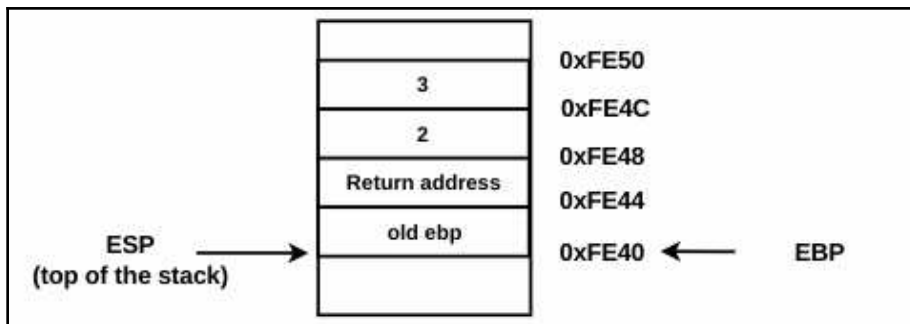 0xFE50
3
0xFE4C
2
0xFE48
Return address
0xFE44
old ebp
ESP
(top of the stack)
0xFE40
EBP